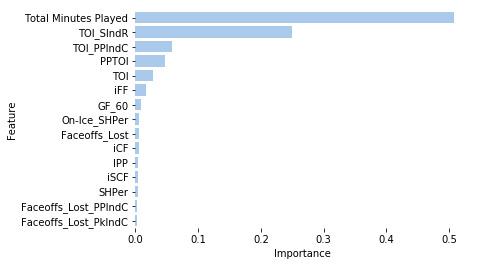 Total Minutes Played
TOI_SIndR
TOI_PPIndC
PPTOI
TOI
iFF
GF_60
On-Ice_SHPer
Faceoffs_Lost
iCF
IPP
iSCF
SHPer
Faceoffs_Lost_PPIndC
Faceoffs_Lost_PkIndC
Feature
0.0 0.1 0.2 0.3 0.4 0.5
Importance